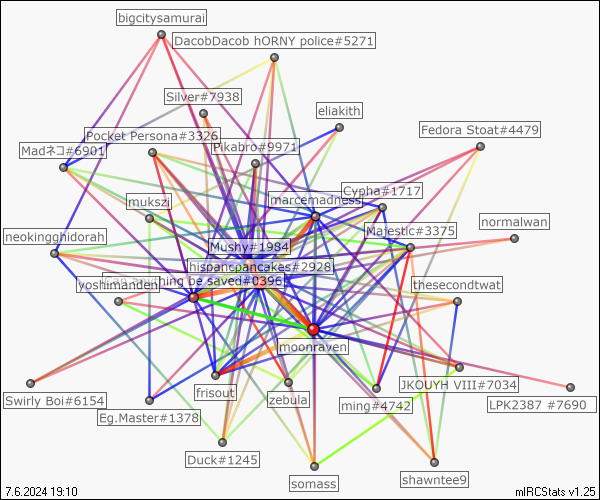 bigcitysamurai
DacobDacob hORNY police#5271
Silver#7938
eliakith
Fedora Stoat#4479
Pocket Persona#3326
Madネコ#6901
Pikabro#9971
Cypha#1717
marcemadness
mukszi
normalwan
Majestic#3375
neokingghidorah
Mushy#1984
hispancpancakes#2928
anything be saved#0396
yoshimanden
thesecondtwat
moonraven
JKOUYH VIII#7034
Swirly Boi#6154
frisout
zebula
ming#4742
LPK2387 #7690
Eg.Master#1378
Duck#1245
somass
shawntee9
7.6.2024 19:10
mIRCStats v1.25